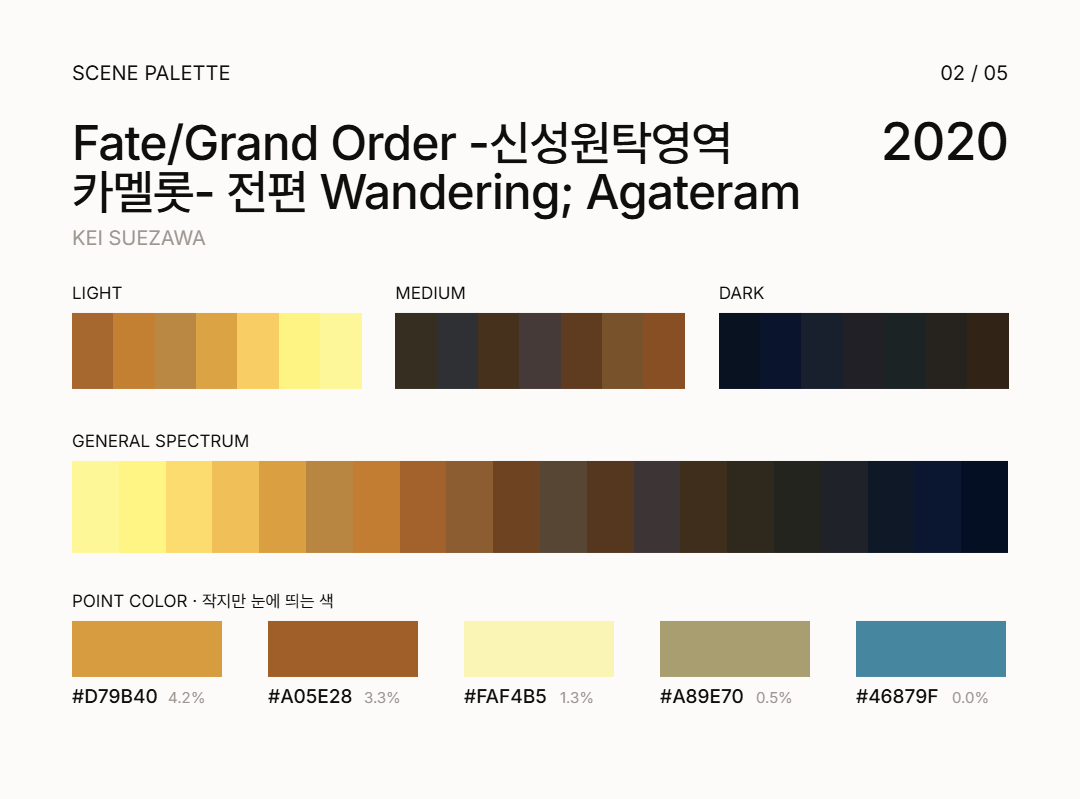 SCENE PALETTE
02 / 05
Fate/Grand Order -신성원탁영역
카멜롯- 전편 Wandering; Agateram
2020
KEI SUEZAWA
LIGHT
MEDIUM
DARK
GENERAL SPECTRUM
POINT COLOR · 작지만 눈에 띄는 색
#D79B40 4.2%
#A05E28 3.3%
#FAF4B5 1.3%
#A89E70 0.5%
#46879F 0.0%